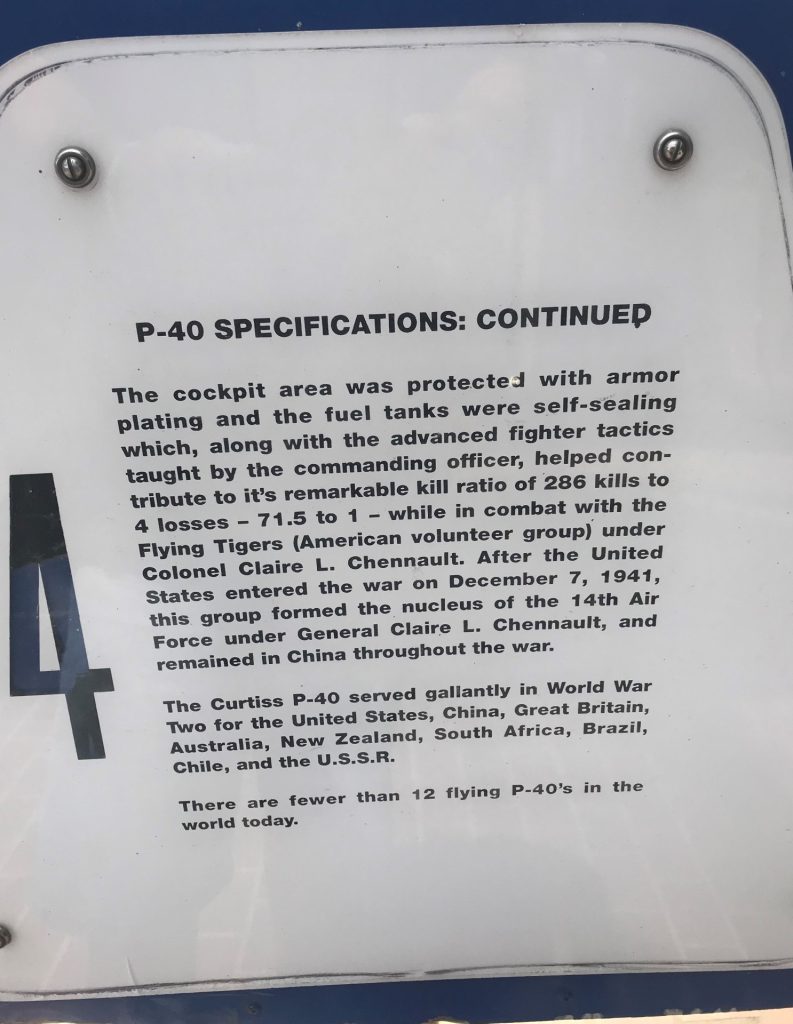 P-40 SPECIFICATIONS: CONTINUED
The cockpit area was protected with armor
plating and the fuel tanks were self-sealing
which, along with the advanced fighter tactics
taught by the commanding officer, helped con-
tribute to it's remarkable kill ratio of 286 kills to
4 losses – 71.5 to 1 – while in combat with the
Flying Tigers (American volunteer group) under
Colonel Claire L. Chennault. After the United
States entered the war on December 7, 1941,
this group formed the nucleus of the 14th Air
Force under General Claire L. Chennault, and
remained in China throughout the war.
The Curtiss P-40 served gallantly in World War
Two for the United States, China, Great Britain,
Australia, New Zealand, South Africa, Brazil,
Chile, and the U.S.S.R.
There are fewer than 12 flying P-40's in the
world today.
4